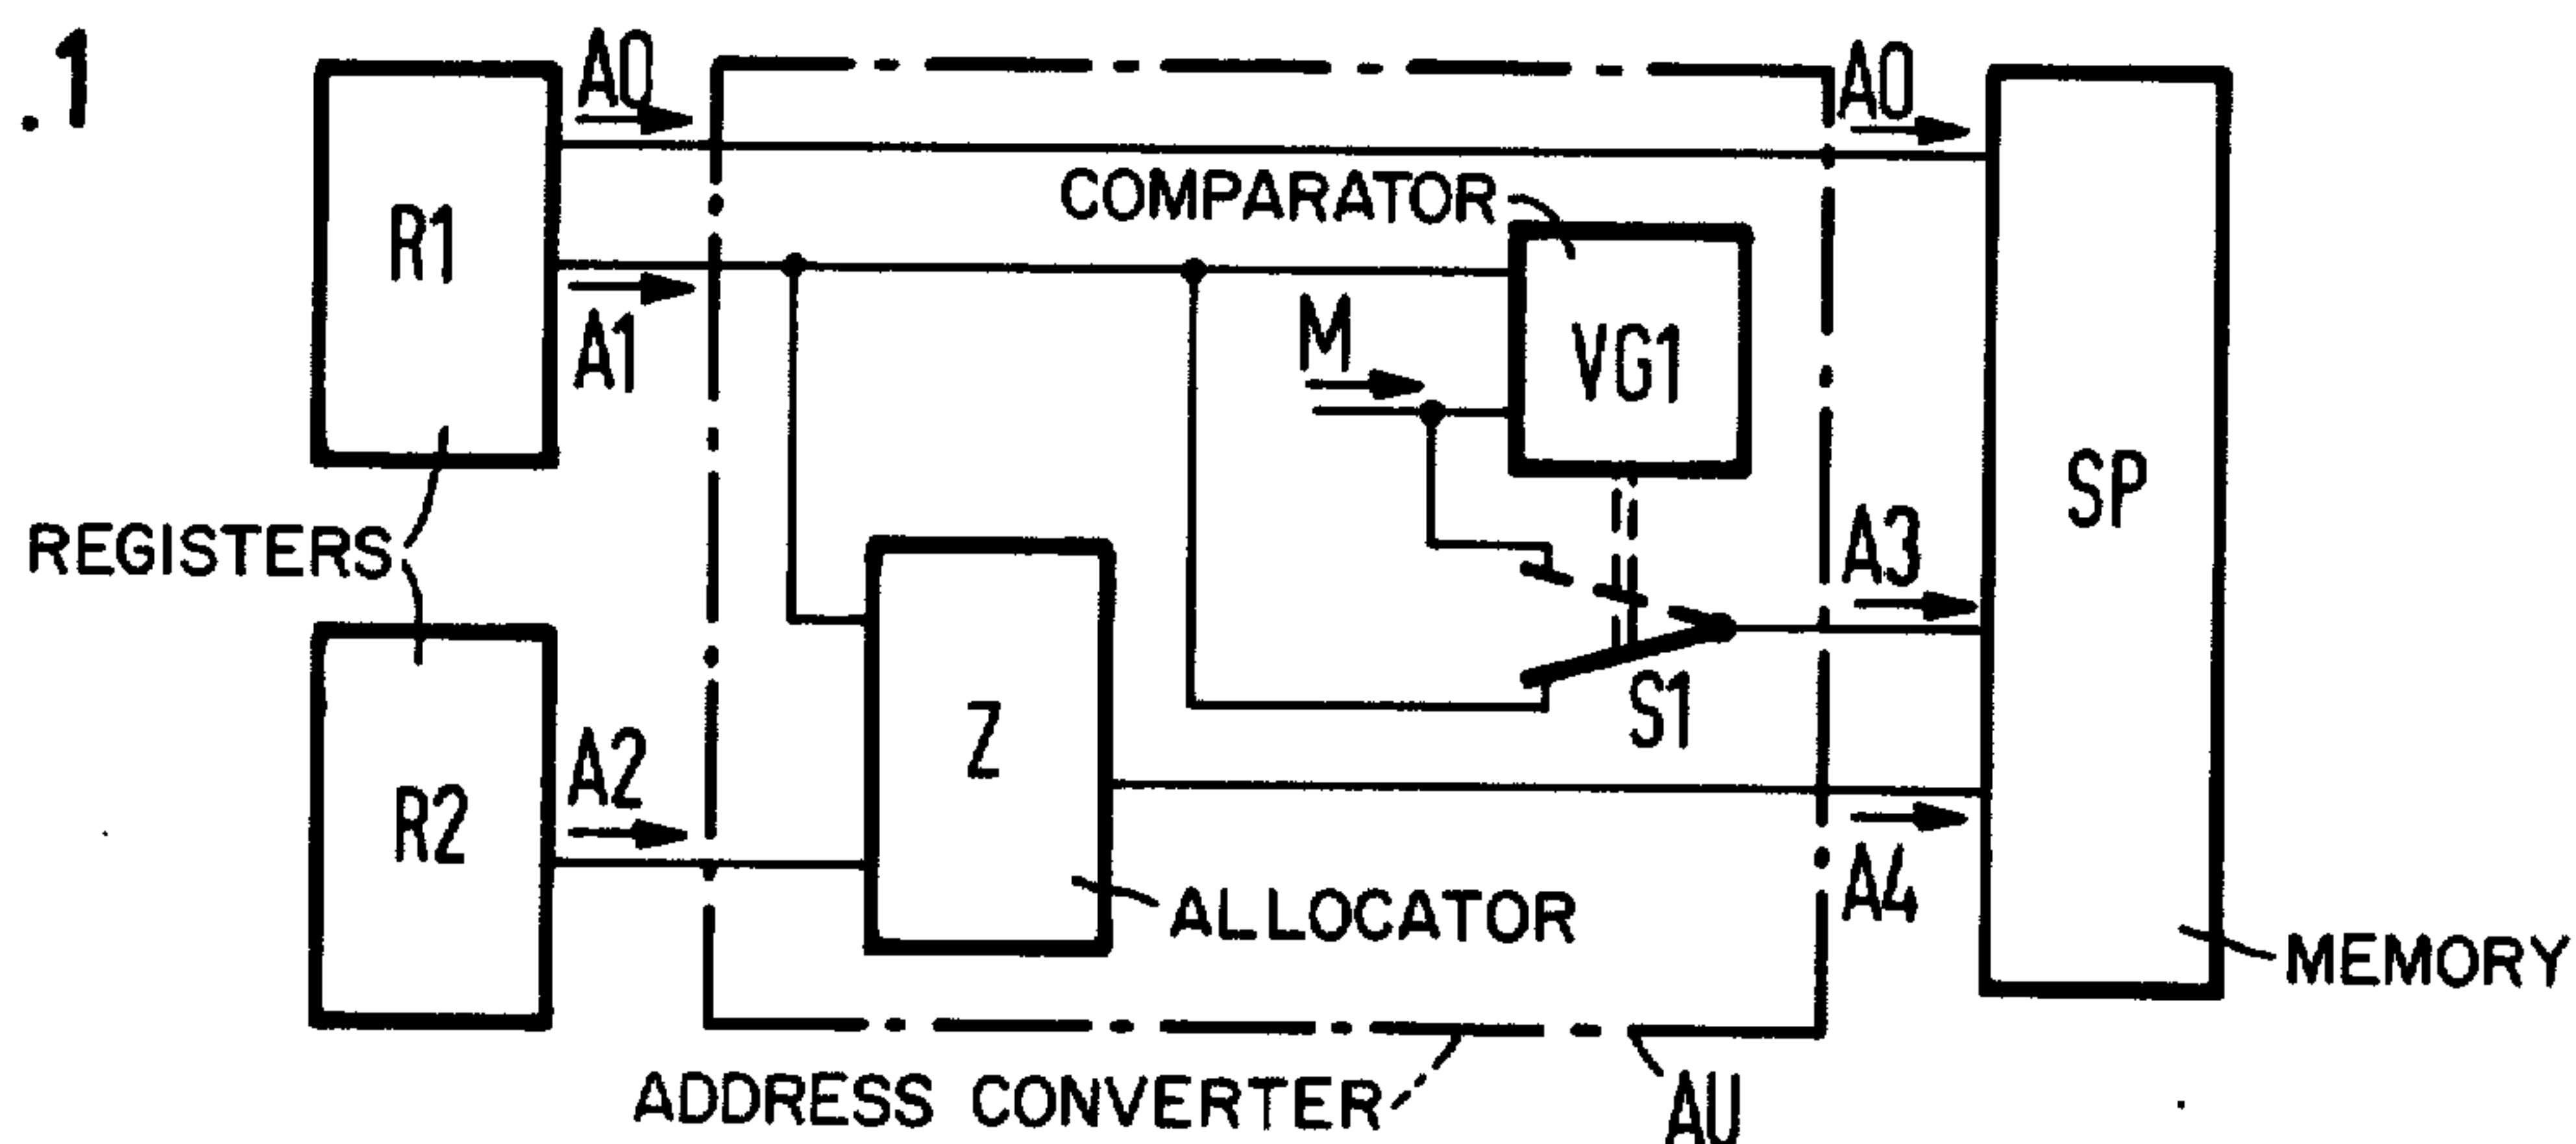 .1
A0
A0
COMPARATOR
R1
A1
M
VG1
SP
REGISTERS
A3
Z
S1
A2
R2
A4
ALLOCATOR
MEMORY
ADDRESS CONVERTER
AU